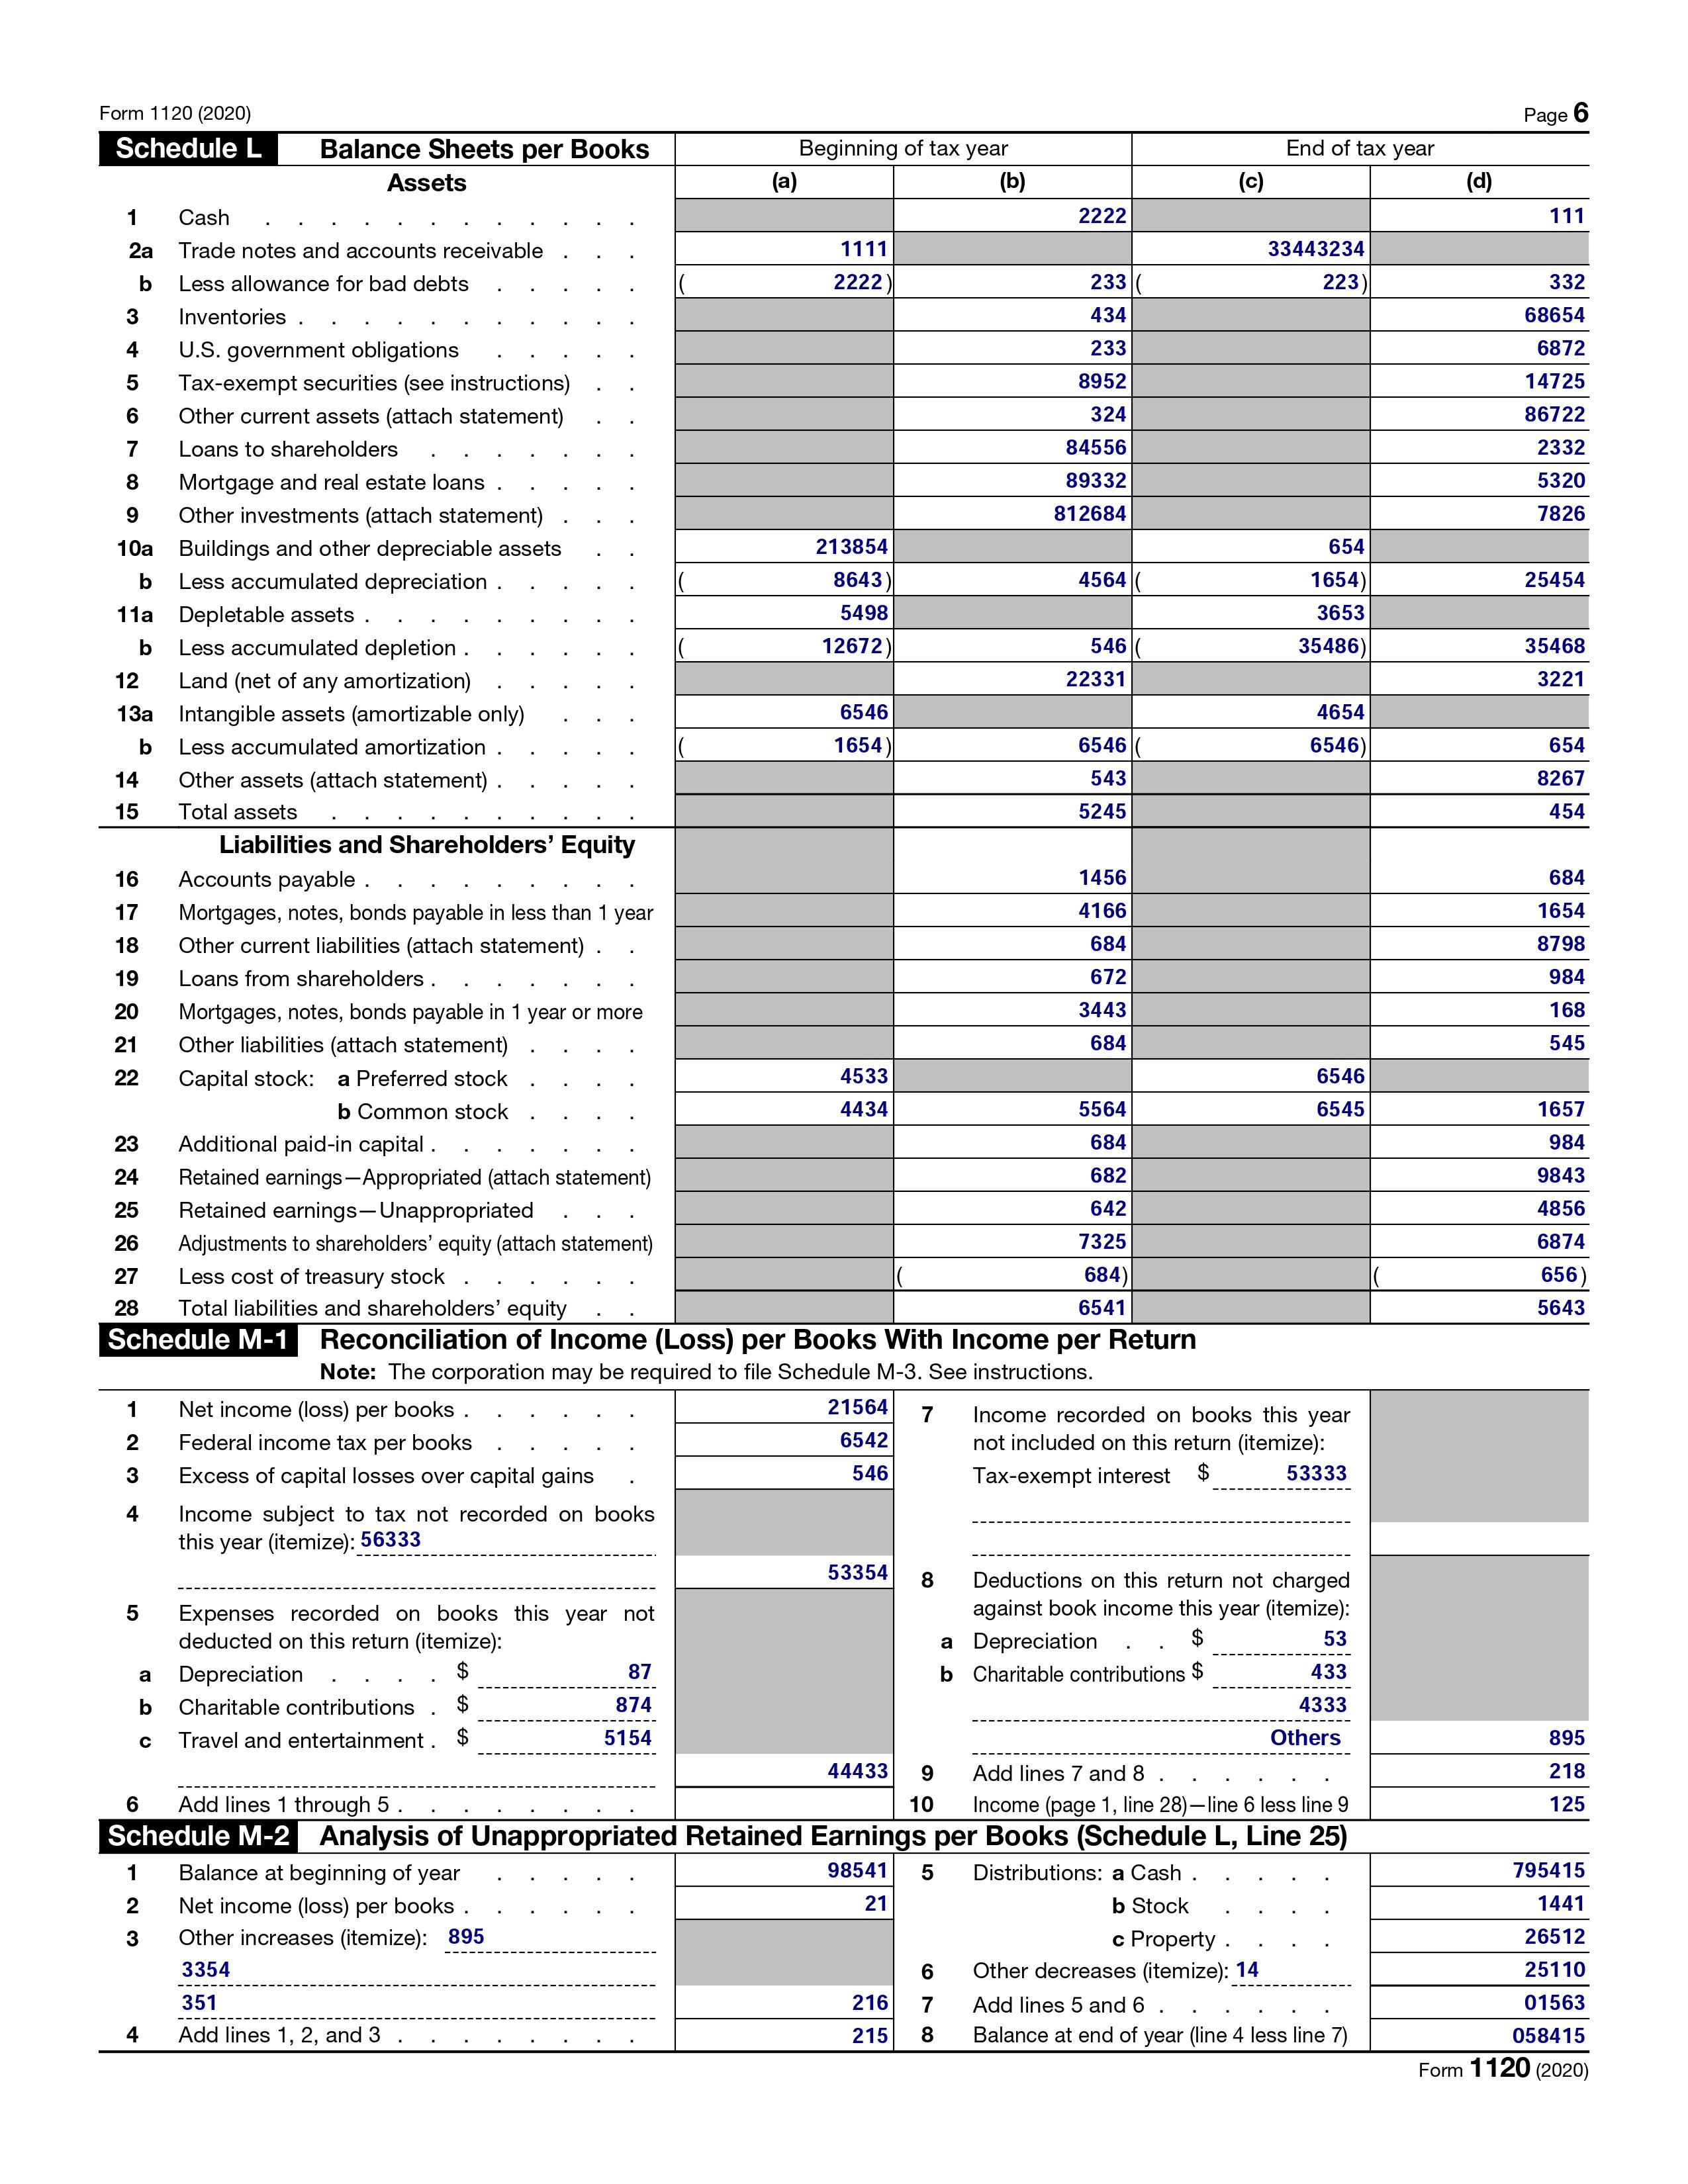 Form 1120 (2020) Page 6
Schedule L Balance Sheets per Books Beginning of tax year End of tax year
Assets (a) (b) (c) (d)
1 Cash . . . . . . . . . . . . 2222 111
2a Trade notes and accounts receivable . . . 1111 33443234
b Less allowance for bad debts . . . . . ( 2222 ) 233 ( 223 ) 332
3 Inventories . . . . . . . . . . . 434 68654
4 U.S. government obligations . . . . . 233 6872
5 Tax-exempt securities (see instructions) . . 8952 14725
6 Other current assets (attach statement) . . 324 86722
7 Loans to shareholders . . . . . . . 84556 2332
8 Mortgage and real estate loans . . . . . 89332 5320
9 Other investments (attach statement) . . . 812684 7826
10a Buildings and other depreciable assets . . 213854 654
b Less accumulated depreciation . . . . . ( 8643 ) 4564 ( 1654 ) 25454
11a Depletable assets . . . . . . . . . 5498 3653
b Less accumulated depletion . . . . . . ( 12672 ) 546 ( 35486 ) 35468
12 Land (net of any amortization) . . . . . 22331 3221
13a Intangible assets (amortizable only) . . . 6546 4654
b Less accumulated amortization . . . . . ( 1654 ) 6546 ( 6546 ) 654
14 Other assets (attach statement) . . . . . 543 8267
15 Total assets . . . . . . . . . . 5245 454
Liabilities and Shareholders’ Equity
16 Accounts payable . . . . . . . . . 1456 684
17 Mortgages, notes, bonds payable in less than 1 year 4166 1654
18 Other current liabilities (attach statement) . . 684 8798
19 Loans from shareholders . . . . . . . 672 984
20 Mortgages, notes, bonds payable in 1 year or more 3443 168
21 Other liabilities (attach statement) . . . . 684 545
22 Capital stock: a Preferred stock . . . . 4533 6546
b Common stock . . . . 4434 5564 6545 1657
23 Additional paid-in capital . . . . . . . 684 984
24 Retained earnings—Appropriated (attach statement) 682 9843
25 Retained earnings—Unappropriated . . . 642 4856
26 Adjustments to shareholders’ equity (attach statement) 7325 6874
27 Less cost of treasury stock . . . . . . ( 684 ) ( 656 )
28 Total liabilities and shareholders’ equity . . 6541 5643
Schedule M-1 Reconciliation of Income (Loss) per Books With Income per Return
Note: The corporation may be required to file Schedule M-3. See instructions.
1 Net income (loss) per books . . . . . . 21564
2 Federal income tax per books . . . . . 6542
3 Excess of capital losses over capital gains . 546
4 Income subject to tax not recorded on books
this year (itemize): 56333
53354
5 Expenses recorded on books this year not
deducted on this return (itemize):
a Depreciation . . . . $ 87
b Charitable contributions . $ 874
c Travel and entertainment . $ 5154
44433
6 Add lines 1 through 5 . . . . . . . .
7 Income recorded on books this year
not included on this return (itemize):
Tax-exempt interest $ 53333
8 Deductions on this return not charged
against book income this year (itemize):
a Depreciation . . $ 53
b Charitable contributions $ 433
4333
Others 895
9 Add lines 7 and 8 . . . . . . 218
10 Income (page 1, line 28)—line 6 less line 9 125
Schedule M-2 Analysis of Unappropriated Retained Earnings per Books (Schedule L, Line 25)
1 Balance at beginning of year . . . . . 98541
2 Net income (loss) per books . . . . . . 21
3 Other increases (itemize): 895
3354
351 216
4 Add lines 1, 2, and 3 . . . . . . . . 215
5 Distributions: a Cash . . . . . 795415
b Stock . . . . 1441
c Property . . . . 26512
6 Other decreases (itemize): 14 25110
7 Add lines 5 and 6 . . . . . . 01563
8 Balance at end of year (line 4 less line 7) 058415
Form 1120 (2020)